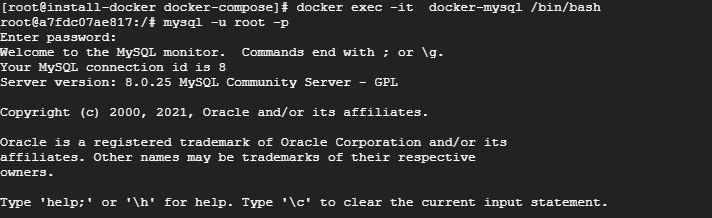 [root@install-docker docker-compose]# docker exec -it  docker-mysql /bin/bash
root@a7fdc07ae817:/# mysql -u root -p
Enter password:
Welcome to the MySQL monitor.  Commands end with ; or \g.
Your MySQL connection id is 8
Server version: 8.0.25 MySQL Community Server - GPL

Copyright (c) 2000, 2021, Oracle and/or its affiliates.

Oracle is a registered trademark of Oracle Corporation and/or its
affiliates. Other names may be trademarks of their respective
owners.

Type 'help;' or '\h' for help. Type '\c' to clear the current input statement.